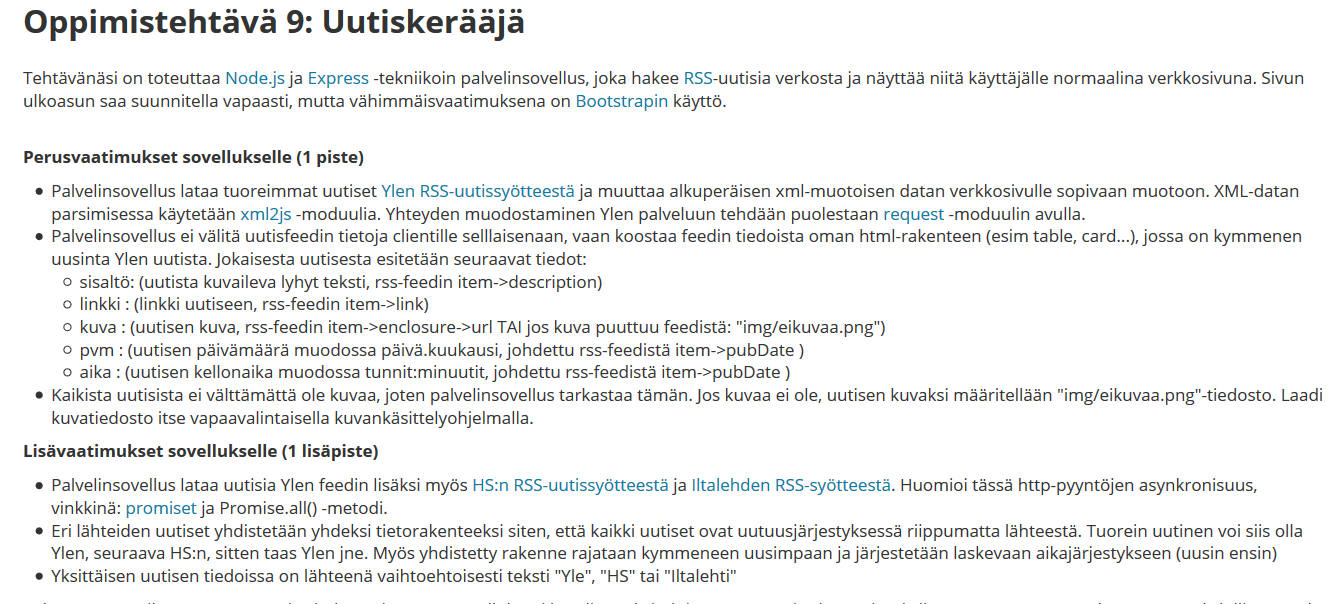 Oppimistehtävä 9: Uutiskerääjä
Tehtävänäsi on toteuttaa Node.js ja Express -tekniikoin palvelinsovellus, joka hakee RSS-uutisia verkosta ja näyttää niitä käyttäjälle normaalina verkkosivuna. Sivun
ulkoasun saa suunnitella vapaasti, mutta vähimmäisvaatimuksena on Bootstrapin käyttö.
Perusvaatimukset sovellukselle (1 piste)
• Palvelinsovellus lataa tuoreimmat uutiset Ylen RSS-uutissyötteestä ja muuttaa alkuperäisen xml-muotoisen datan verkkosivulle sopivaan muotoon. XML-datan
parsimisessa käytetään xml2js -moduulia. Yhteyden muodostaminen Ylen palveluun tehdään puolestaan request -moduulin avulla.
• Palvelinsovellus ei välitä uutisfeedin tietoja clientille selllaisenaan, vaan koostaa feedin tiedoista oman html-rakenteen (esim table, card...), jossa on kymmenen
uusinta Ylen uutista. Jokaisesta uutisesta esitetään seuraavat tiedot:
○ sisaltö: (uutista kuvaileva lyhyt teksti, rss-feedin item->description)
○ linkki : (linkki uutiseen, rss-feedin item->link)
○ kuva : (uutisen kuva, rss-feedin item->enclosure->url TAI jos kuva puuttuu feedistä: "img/eikuvaa.png")
○ pvm : (uutisen päivämäärä muodossa päivä.kuukausi, johdettu rss-feedistä item->pubDate )
○ aika : (uutisen kellonaika muodossa tunnit:minuutit, johdettu rss-feedistä item->pubDate )
• Kaikista uutisista ei välttämättä ole kuvaa, joten palvelinsovellus tarkastaa tämän. Jos kuvaa ei ole, uutisen kuvaksi määritellään "img/eikuvaa.png"-tiedosto. Laadi
kuvatiedosto itse vapaavalintaisella kuvankäsittelyohjelmalla.
Lisävaatimukset sovellukselle (1 lisäpiste)
• Palvelinsovellus lataa uutisia Ylen feedin lisäksi myös HS:n RSS-uutissyötteestä ja Iltalehden RSS-syötteestä. Huomioi tässä http-pyyntöjen asynkronisuus,
vinkkinä: promiset ja Promise.all() -metodi.
• Eri lähteiden uutiset yhdistetään yhdeksi tietorakenteeksi siten, että kaikki uutiset ovat uutuusjärjestyksessä riippumatta lähteestä. Tuorein uutinen voi siis olla
Ylen, seuraava HS:n, sitten taas Ylen jne. Myös yhdistetty rakenne rajataan kymmeneen uusimpaan ja järjestetään laskevaan aikajärjestykseen (uusin ensin)
• Yksittäisen uutisen tiedoissa on lähteenä vaihtoehtoisesti teksti "Yle", "HS" tai "Iltalehti"